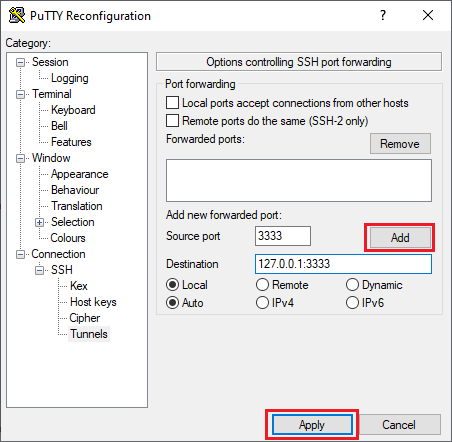 PuTTY Reconfiguration ? ×
Category:
Session
Logging
Terminal
Keyboard
Bell
Features
Window
Appearance
Behaviour
Translation
Selection
Colours
Connection
SSH
Kex
Host keys
Cipher
Tunnels
Options controlling SSH port forwarding
Port forwarding
Local ports accept connections from other hosts
Remote ports do the same (SSH-2 only)
Forwarded ports: Remove
Add new forwarded port:
Source port 3333 Add
Destination 127.0.0.1:3333
Local Remote Dynamic
Auto IPv4 IPv6
Apply Cancel